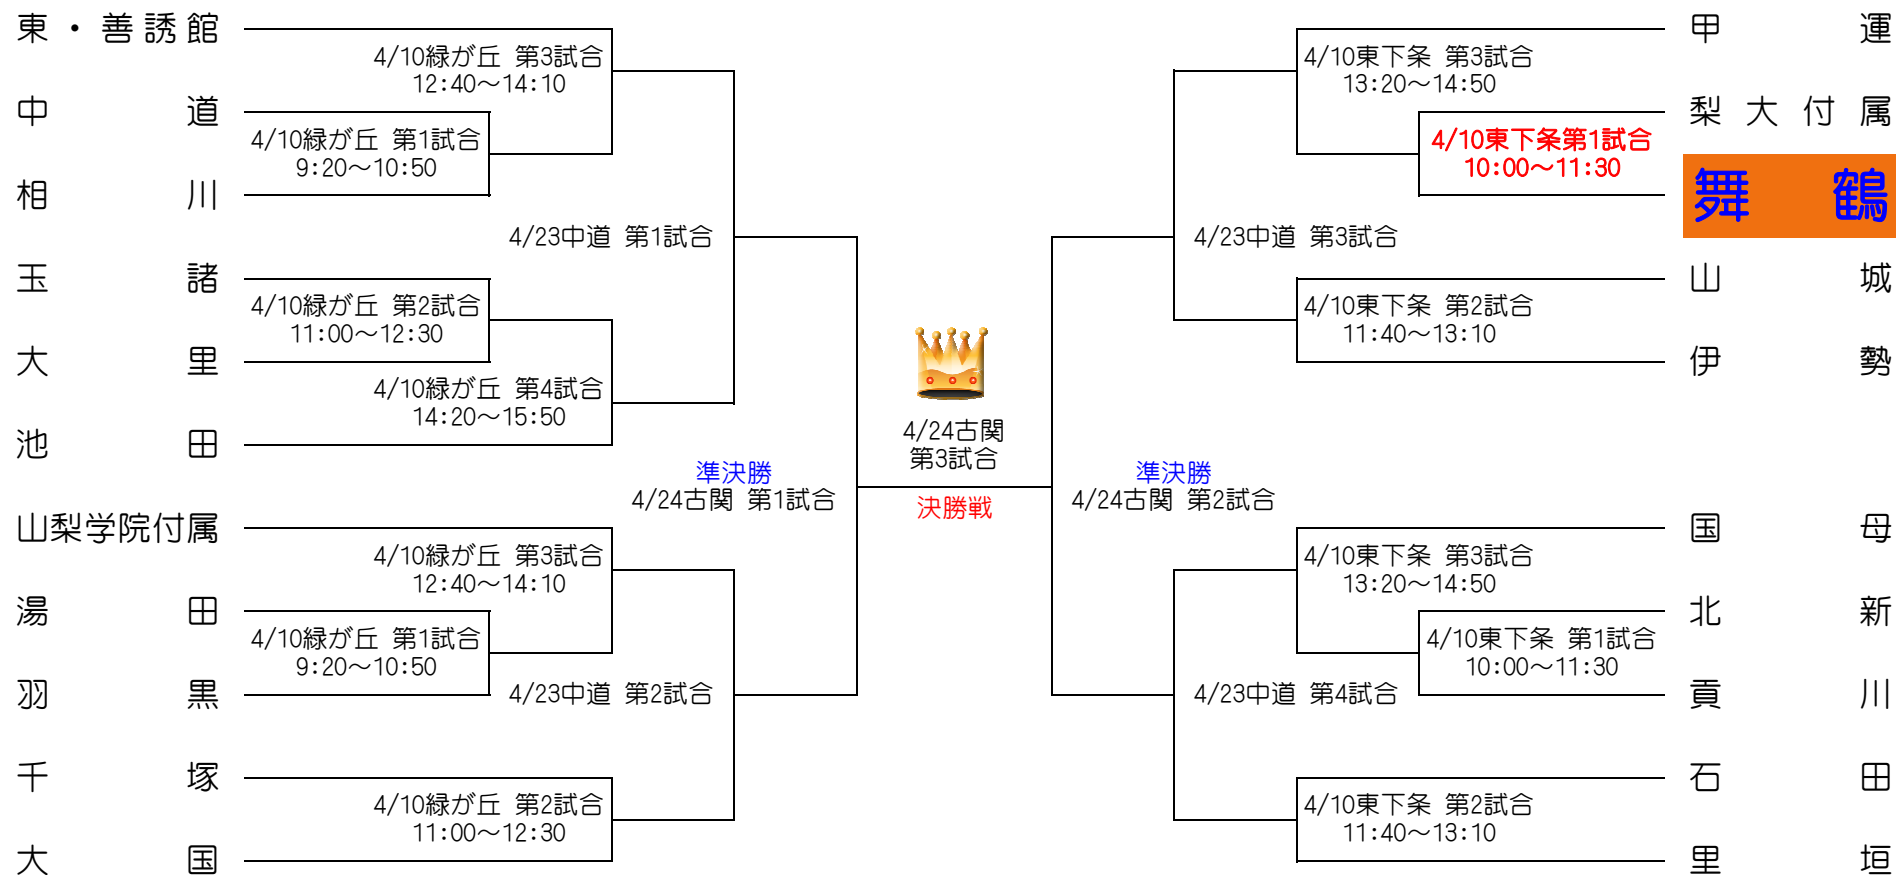 東・善誘館
4/10緑が丘 第3試合
12:40～14:10
中道
4/10緑が丘 第1試合
9:20～10:50
相川
4/23中道 第1試合
玉諸
4/10緑が丘 第2試合
11:00～12:30
大里
4/10緑が丘 第4試合
14:20～15:50
池田
準決勝
4/24古関 第1試合
山梨学院付属
4/10緑が丘 第3試合
12:40～14:10
湯田
4/10緑が丘 第1試合
9:20～10:50
羽黒
4/23中道 第2試合
千塚
4/10緑が丘 第2試合
11:00～12:30
大国
4/24古関
第3試合
決勝戦
甲運
4/10東下条 第3試合
13:20～14:50
梨大付属
4/10東下条第1試合
10:00～11:30
舞鶴
4/23中道 第3試合
山城
4/10東下条 第2試合
11:40～13:10
伊勢
準決勝
4/24古関 第2試合
国母
4/10東下条 第3試合
13:20～14:50
北新
4/10東下条 第1試合
10:00～11:30
貢川
4/23中道 第4試合
石田
4/10東下条 第2試合
11:40～13:10
里垣